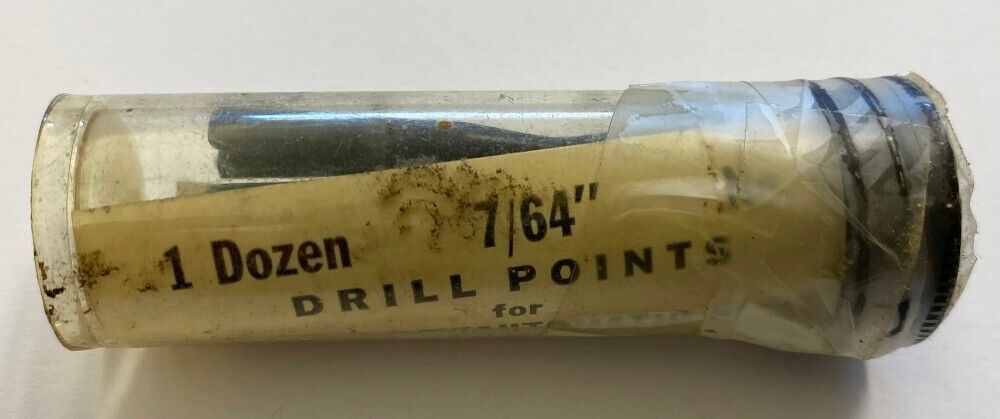 1 Dozen 7/64"
DRILL POINTS
for